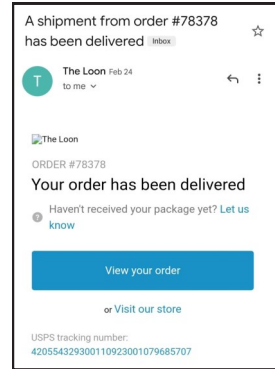 A shipment from order #78378
has been delivered Inbox
The Loon Feb 24
T
to me
The Loon
ORDER #78378
Your order has been delivered
Haven't received your package yet? Let us
know
View your order
or Visit our store
USPS tracking number:
420554329300110923001079685707